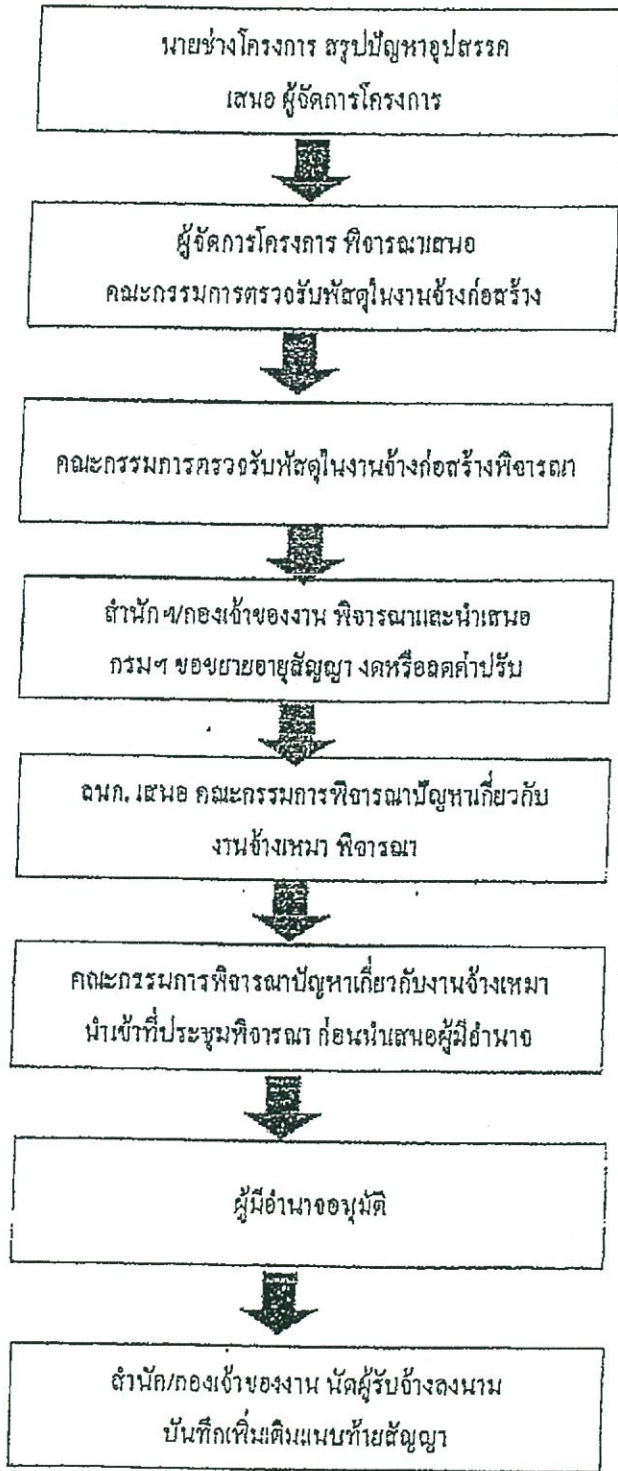 นายช่างโครงการ สรุปปัญหาอุปสรรค
เสนอ ผู้จัดการโครงการ
ผู้จัดการโครงการ พิจารณาเสนอ
คณะกรรมการตรวจรับพัสดุในงานจ้างก่อสร้าง
คณะกรรมการตรวจรับพัสดุในงานจ้างก่อสร้างพิจารณา
สำนักฯ/กองเจ้าของงาน พิจารณาและนำเสนอ
กรมฯ ขอขยายอายุสัญญา งดหรือลดค่าปรับ
ลนก. เสนอ คณะกรรมการพิจารณาปัญหาเกี่ยวกับ
งานจ้างเหมา พิจารณา
คณะกรรมการพิจารณาปัญหาเกี่ยวกับงานจ้างเหมา
นำเข้าที่ประชุมพิจารณา ก่อนนำเสนอผู้มีอำนาจ
ผู้มีอำนาจอนุมัติ
สำนัก/กองเจ้าของงาน นัดผู้รับจ้างลงนาม
บันทึกเพิ่มเติมแนบท้ายสัญญา